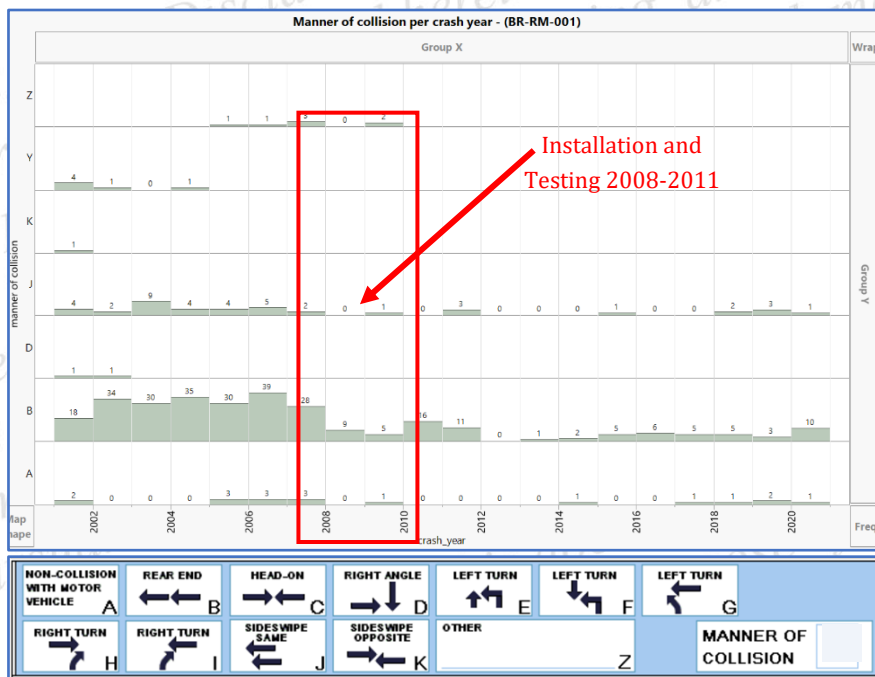 Manner of collision per crash year - (BR-RM-001)
Group X
Wrap
Z
1 1 3 0 2
Installation and
Testing 2008-2011
Y
4 1 0 1
K
1
manner of collision
J
4 2 9 4 4 5 2 0 1 0 3 0 0 0 1 0 0 2 3 1
Group Y
D
1 1
B
18 34 30 35 30 39 28 9 5 16 11 0 1 2 5 6 5 5 3 10
A
2 0 0 0 3 3 3 0 1 0 0 0 0 1 0 0 1 1 2 1
Map
2002 2004 2006 2008 2010 2012 2014 2016 2018 2020
hape
crash_year
Freq
NON-COLLISION
WITH MOTOR
VEHICLE A
REAR END
B
HEAD-ON
C
RIGHT ANGLE
D
LEFT TURN
E
LEFT TURN
F
LEFT TURN
G
RIGHT TURN
H
RIGHT TURN
I
SIDESWIPE
SAME
J
SIDESWIPE
OPPOSITE
K
OTHER
Z
MANNER OF
COLLISION